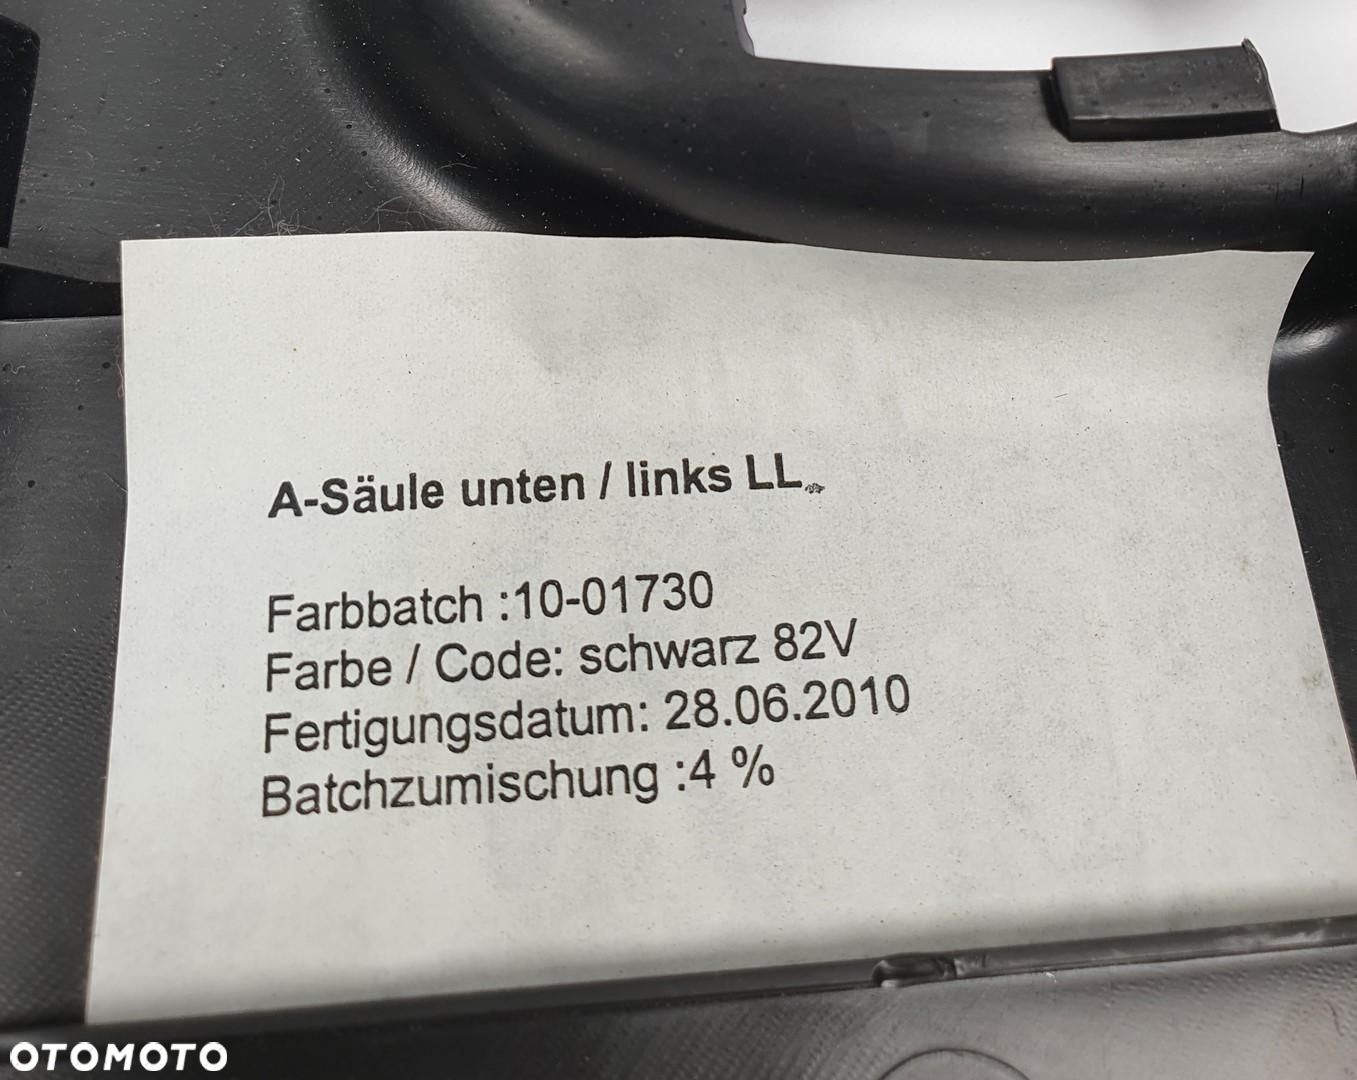 A-Säule unten / links LL
Farbbatch :10-01730
Farbe / Code: schwarz 82V
Fertigungsdatum: 28.06.2010
Batchzumischung :4 %
OTOMOTO